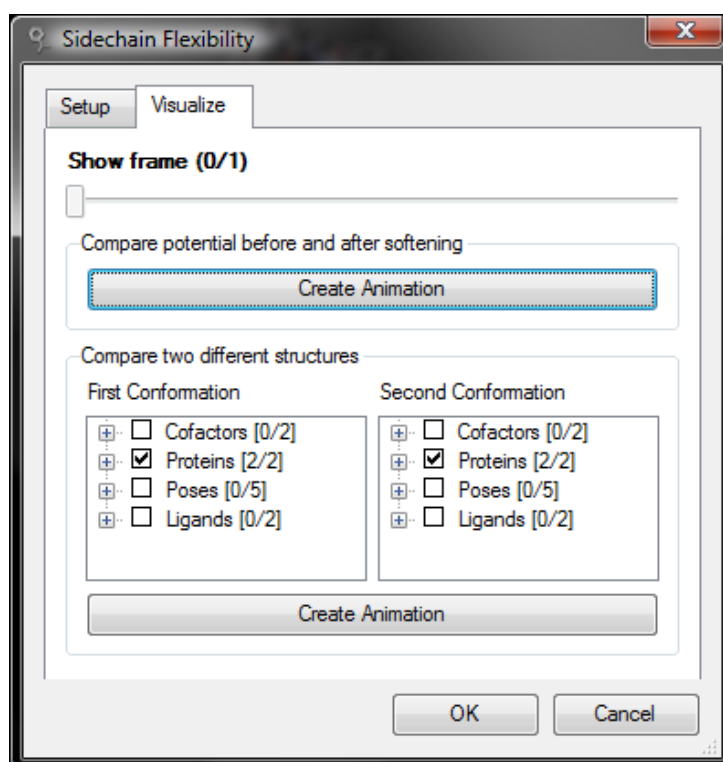 Sidechain Flexibility
Setup Visualize
Show frame (0/1)
Compare potential before and after softening
Create Animation
Compare two different structures
First Conformation Second Conformation
Cofactors [0/2] Cofactors [0/2]
Proteins [2/2] Proteins [2/2]
Poses [0/5] Poses [0/5]
Ligands [0/2] Ligands [0/2]
Create Animation
OK Cancel